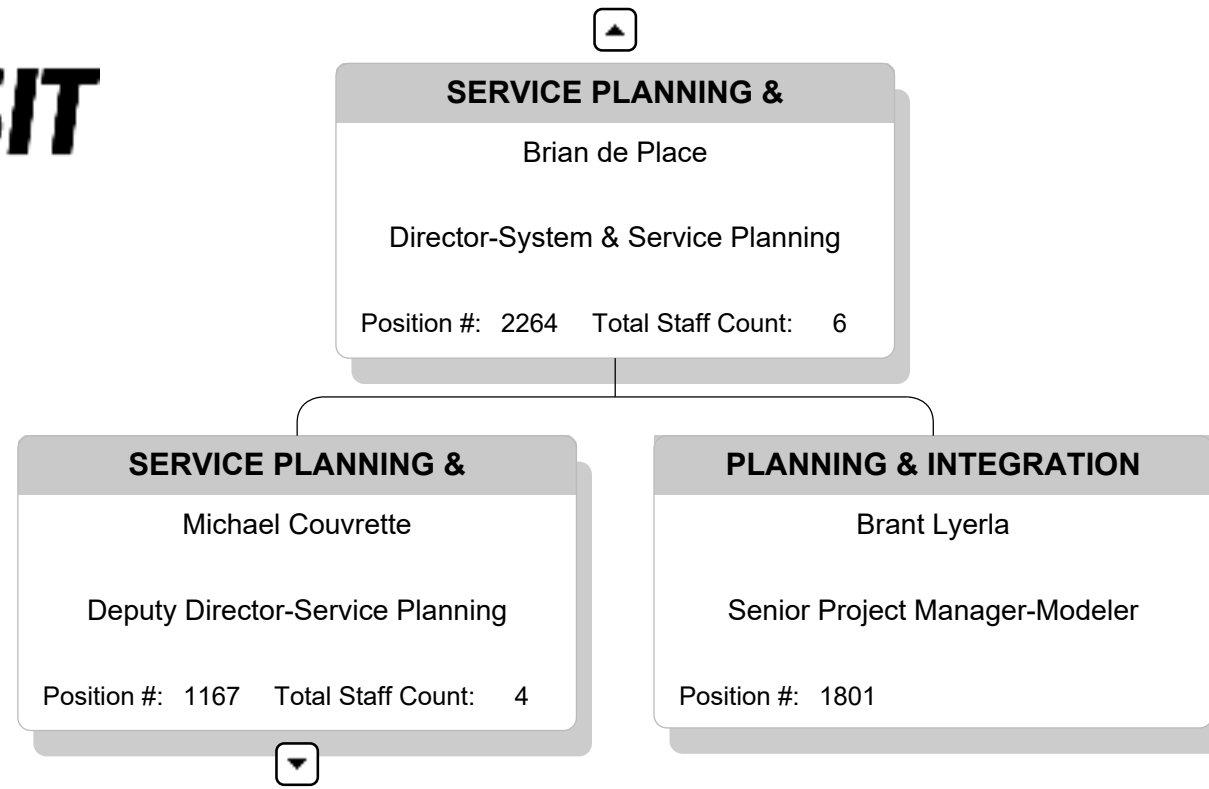 SERVICE PLANNING &
Brian de Place
Director-System & Service Planning
Position #: 2264 Total Staff Count: 6
SERVICE PLANNING &
Michael Couvrette
Deputy Director-Service Planning
Position #: 1167 Total Staff Count: 4
PLANNING & INTEGRATION
Brant Lyerla
Senior Project Manager-Modeler
Position #: 1801